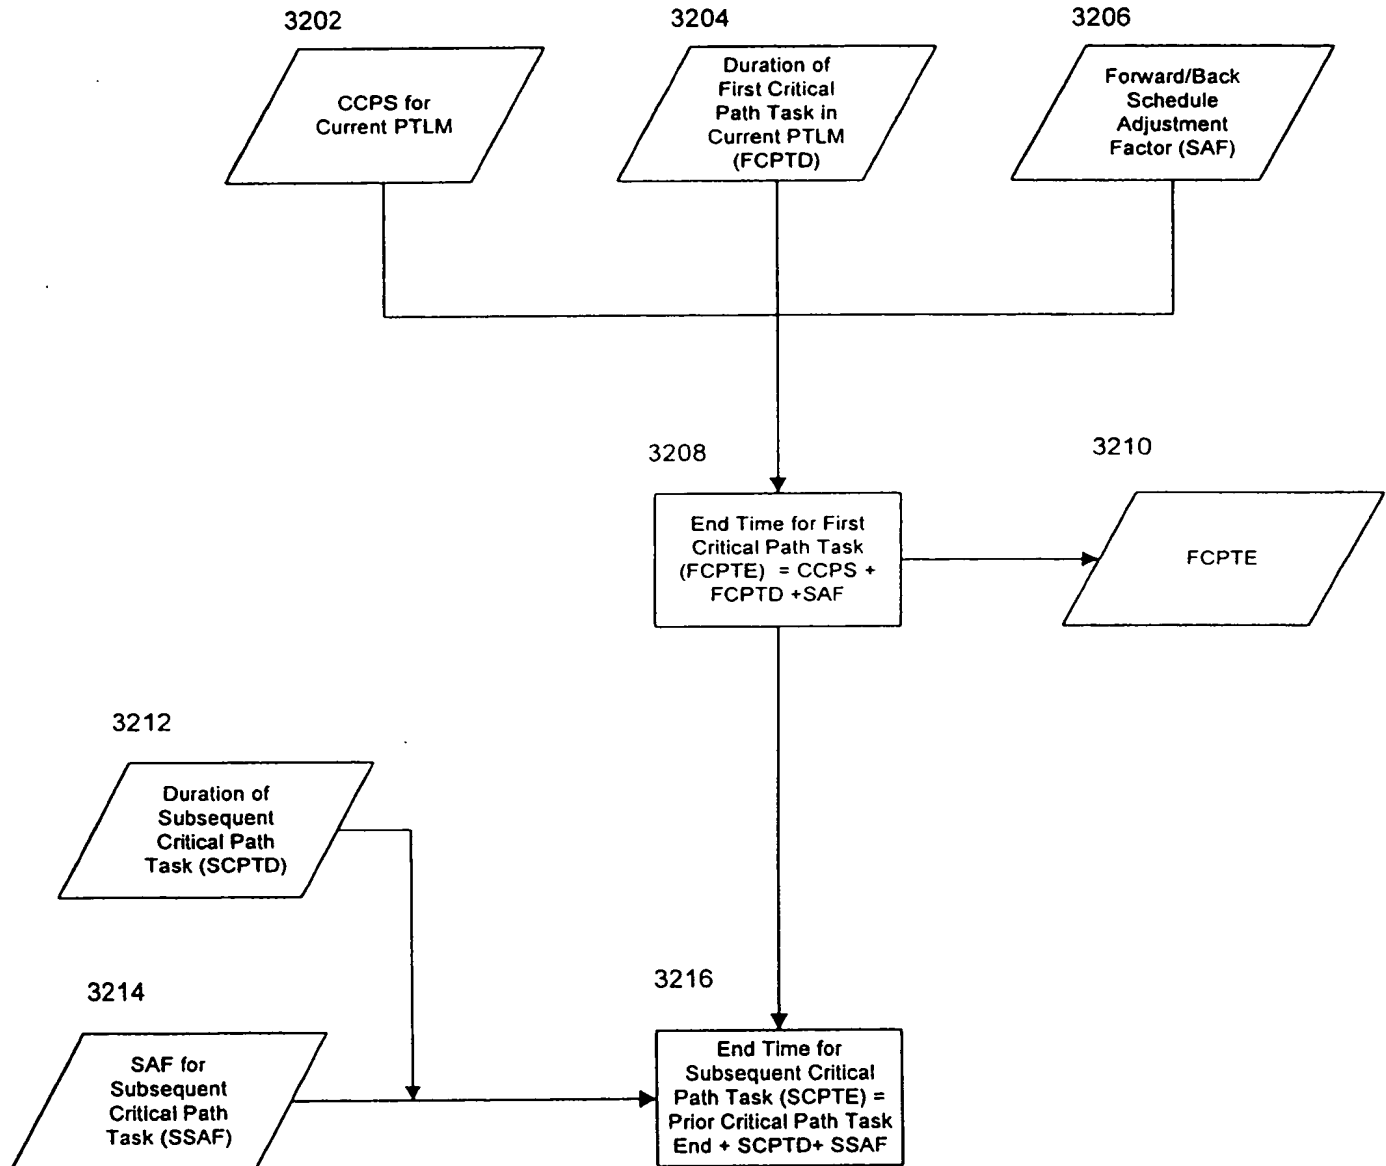 3202
CCPS for
Current PTLM
3204
Duration of
First Critical
Path Task in
Current PTLM
(FCPTD)
3206
Forward/Back
Schedule
Adjustment
Factor (SAF)
3208
End Time for First
Critical Path Task
(FCPTE) = CCPS +
FCPTD +SAF
3210
FCPTE
3212
Duration of
Subsequent
Critical Path
Task (SCPTD)
3214
SAF for
Subsequent
Critical Path
Task (SSAF)
3216
End Time for
Subsequent Critical
Path Task (SCPTE) =
Prior Critical Path Task
End + SCPTD+ SSAF